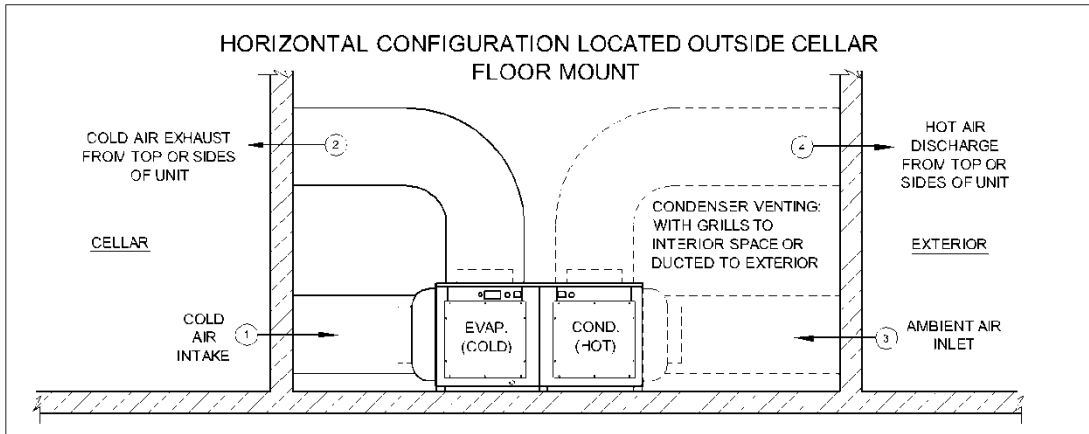 HORIZONTAL CONFIGURATION LOCATED OUTSIDE CELLAR
FLOOR MOUNT
COLD AIR EXHAUST
FROM TOP OR SIDES
OF UNIT
2
4
HOT AIR
DISCHARGE
FROM TOP OR
SIDES OF UNIT
CONDENSER VENTING:
WITH GRILLS TO
INTERIOR SPACE OR
DUCTED TO EXTERIOR
CELLAR
EXTERIOR
COLD
AIR
INTAKE
1
EVAP.
(COLD)
COND.
(HOT)
3
AMBIENT AIR
INLET